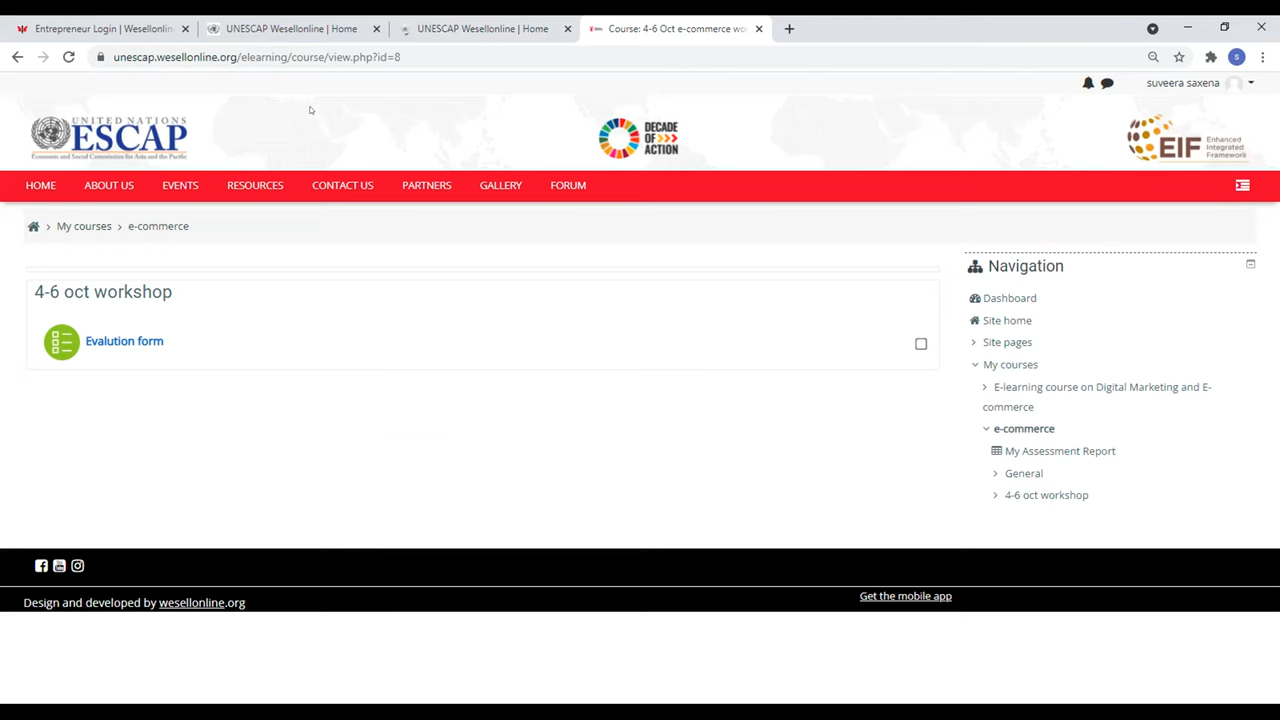 Entrepreneur Login | Wesellonlin
UNESCAP Wesellonline | Home
UNESCAP Wesellonline | Home
Course: 4-6 Oct e-commerce wo
unescap.wesellonline.org/elearning/course/view.php?id=8
S
suveera saxena
UNITED NATIONS
ESCAP
Economic and Social Commission for Asia and the Pacific
DECADE
OF
ACTION
EIF Enhanced
Integrated
Framework
HOME ABOUT US EVENTS RESOURCES CONTACT US PARTNERS GALLERY FORUM
My courses > e-commerce
4-6 oct workshop
Evalution form
Navigation
Dashboard
Site home
Site pages
My courses
E-learning course on Digital Marketing and E-
commerce
e-commerce
My Assessment Report
General
4-6 oct workshop
Design and developed by wesellonline.org
Get the mobile app